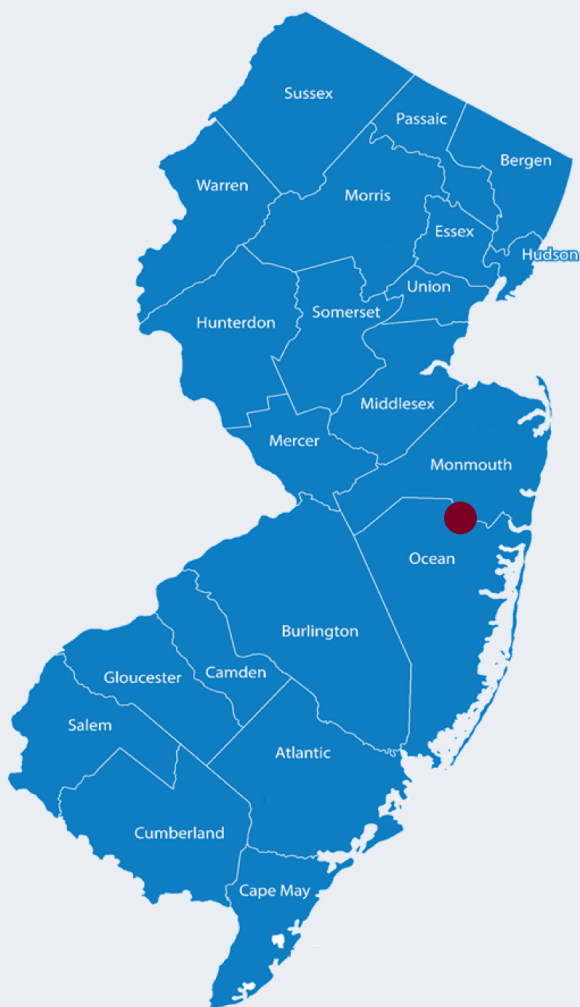 Sussex
Passaic
Bergen
Warren
Morris
Essex
Hudson
Union
Somerset
Hunterdon
Middlesex
Mercer
Monmouth
Ocean
Burlington
Camden
Gloucester
Salem
Atlantic
Cumberland
Cape May